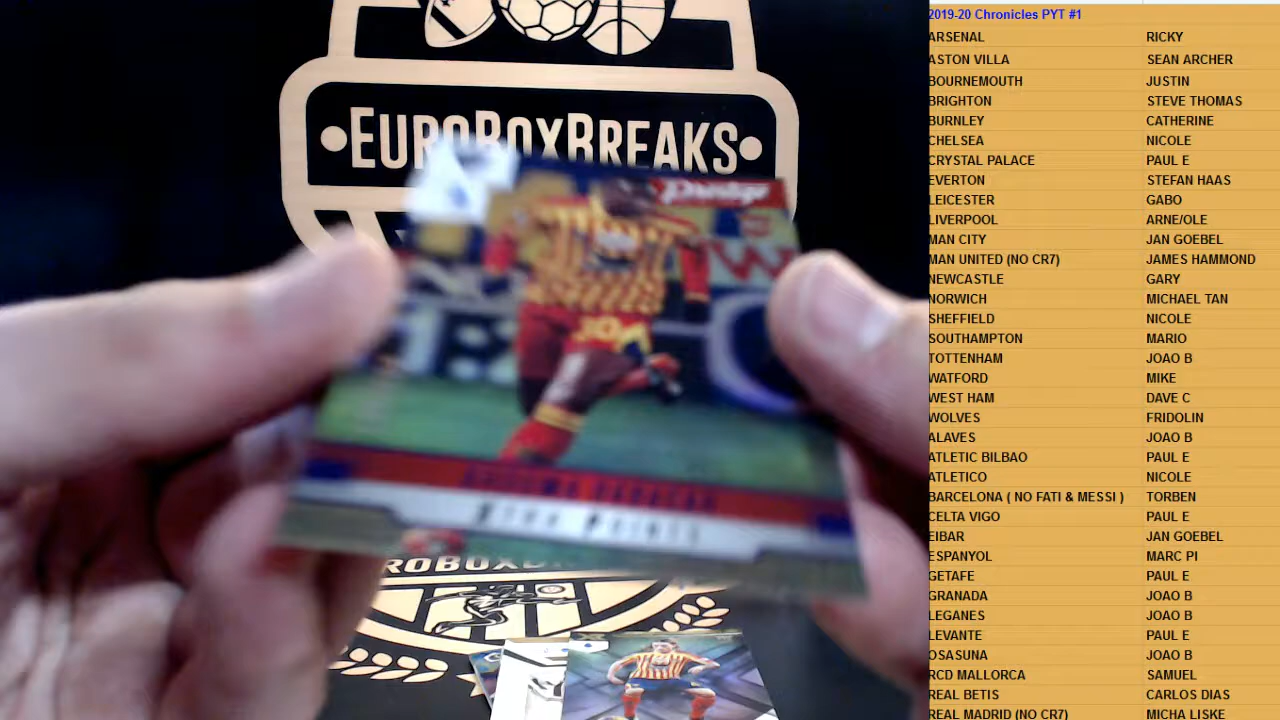 EUROBOXBREAKS
Prestige
2019-20 Chronicles PYT #1
ARSENAL RICKY
ASTON VILLA SEAN ARCHER
BOURNEMOUTH JUSTIN
BRIGHTON STEVE THOMAS
BURNLEY CATHERINE
CHELSEA NICOLE
CRYSTAL PALACE PAUL E
EVERTON STEFAN HAAS
LEICESTER GABO
LIVERPOOL ARNE/OLE
MAN CITY JAN GOEBEL
MAN UNITED (NO CR7) JAMES HAMMOND
NEWCASTLE GARY
NORWICH MICHAEL TAN
SHEFFIELD NICOLE
SOUTHAMPTON MARIO
TOTTENHAM JOAO B
WATFORD MIKE
WEST HAM DAVE C
WOLVES FRIDOLIN
ALAVES JOAO B
ATLETIC BILBAO PAUL E
ATLETICO NICOLE
BARCELONA ( NO FATI & MESSI ) TORBEN
CELTA VIGO PAUL E
EIBAR JAN GOEBEL
ESPANYOL MARC PI
GETAFE PAUL E
GRANADA JOAO B
LEGANES JOAO B
LEVANTE PAUL E
OSASUNA JOAO B
RCD MALLORCA SAMUEL
REAL BETIS CARLOS DIAS
REAL MADRID (NO CR7) MICHA LISKE